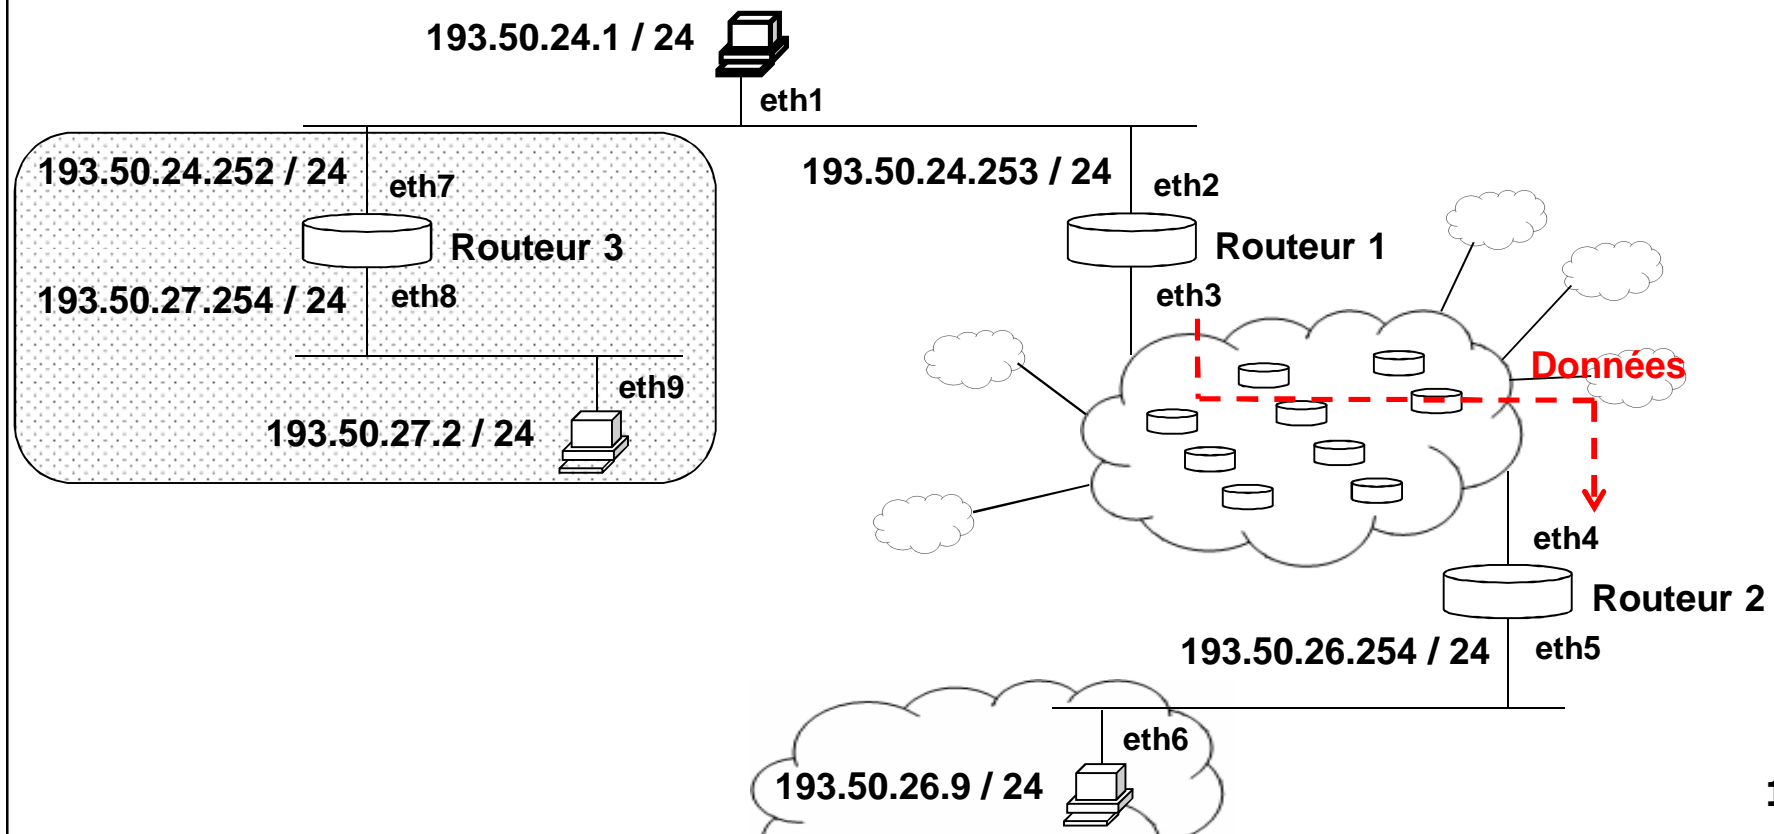 193.50.24.1 / 24
eth1
193.50.24.252 / 24
eth7
193.50.24.253 / 24
eth2
Routeur 3
Routeur 1
193.50.27.254 / 24
eth8
eth3
Données
eth9
193.50.27.2 / 24
eth4
Routeur 2
193.50.26.254 / 24
eth5
eth6
193.50.26.9 / 24